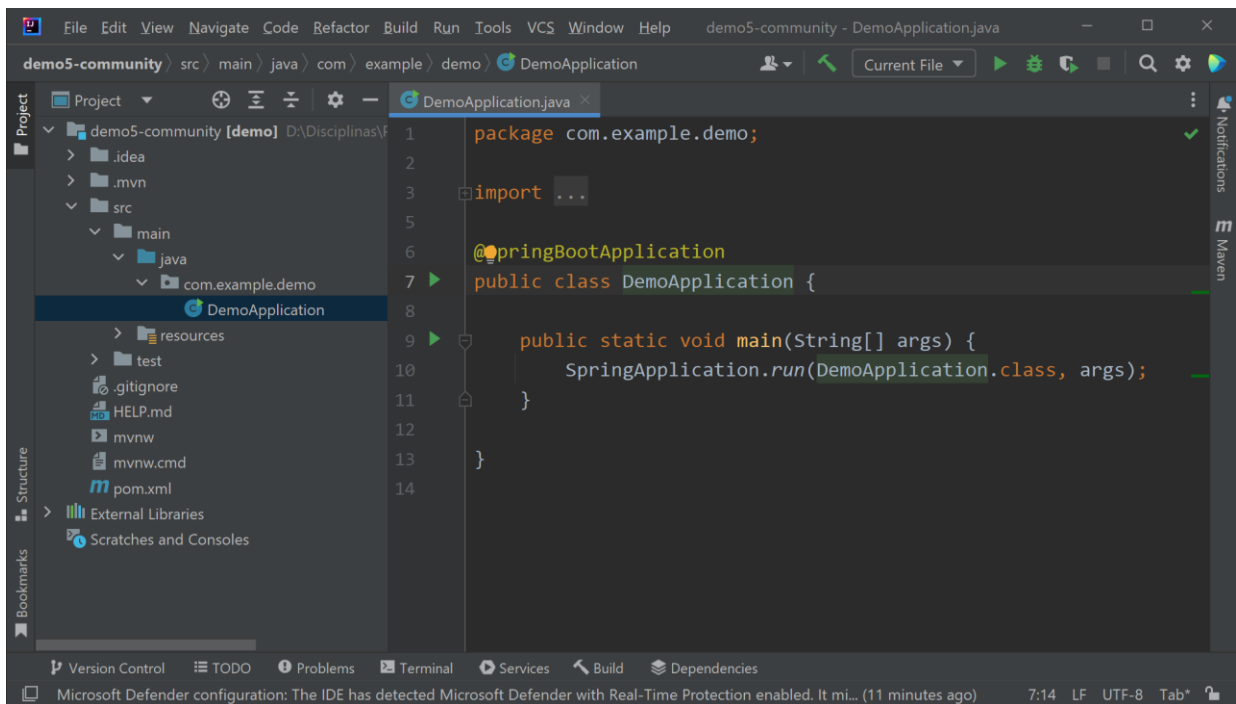 File Edit View Navigate Code Refactor Build Run Tools VCS Window Help demo5-community - DemoApplication.java
demo5-community src main java com example demo DemoApplication Current File
Project
DemoApplication.java
Project
demo5-community [demo] D:\Disciplinas\
.idea
.mvn
src
main
java
com.example.demo
DemoApplication
resources
test
.gitignore
HELP.md
mvnw
mvnw.cmd
pom.xml
External Libraries
Scratches and Consoles
1 package com.example.demo;
2
3 import ...
5
6 @pringBootApplication
7 public class DemoApplication {
8
9 public static void main(String[] args) {
10 SpringApplication.run(DemoApplication.class, args);
11 }
12
13 }
14
Notifications
m Maven
Structure
Bookmarks
Version Control TODO Problems Terminal Services Build Dependencies
Microsoft Defender configuration: The IDE has detected Microsoft Defender with Real-Time Protection enabled. It mi... (11 minutes ago) 7:14 LF UTF-8 Tab*